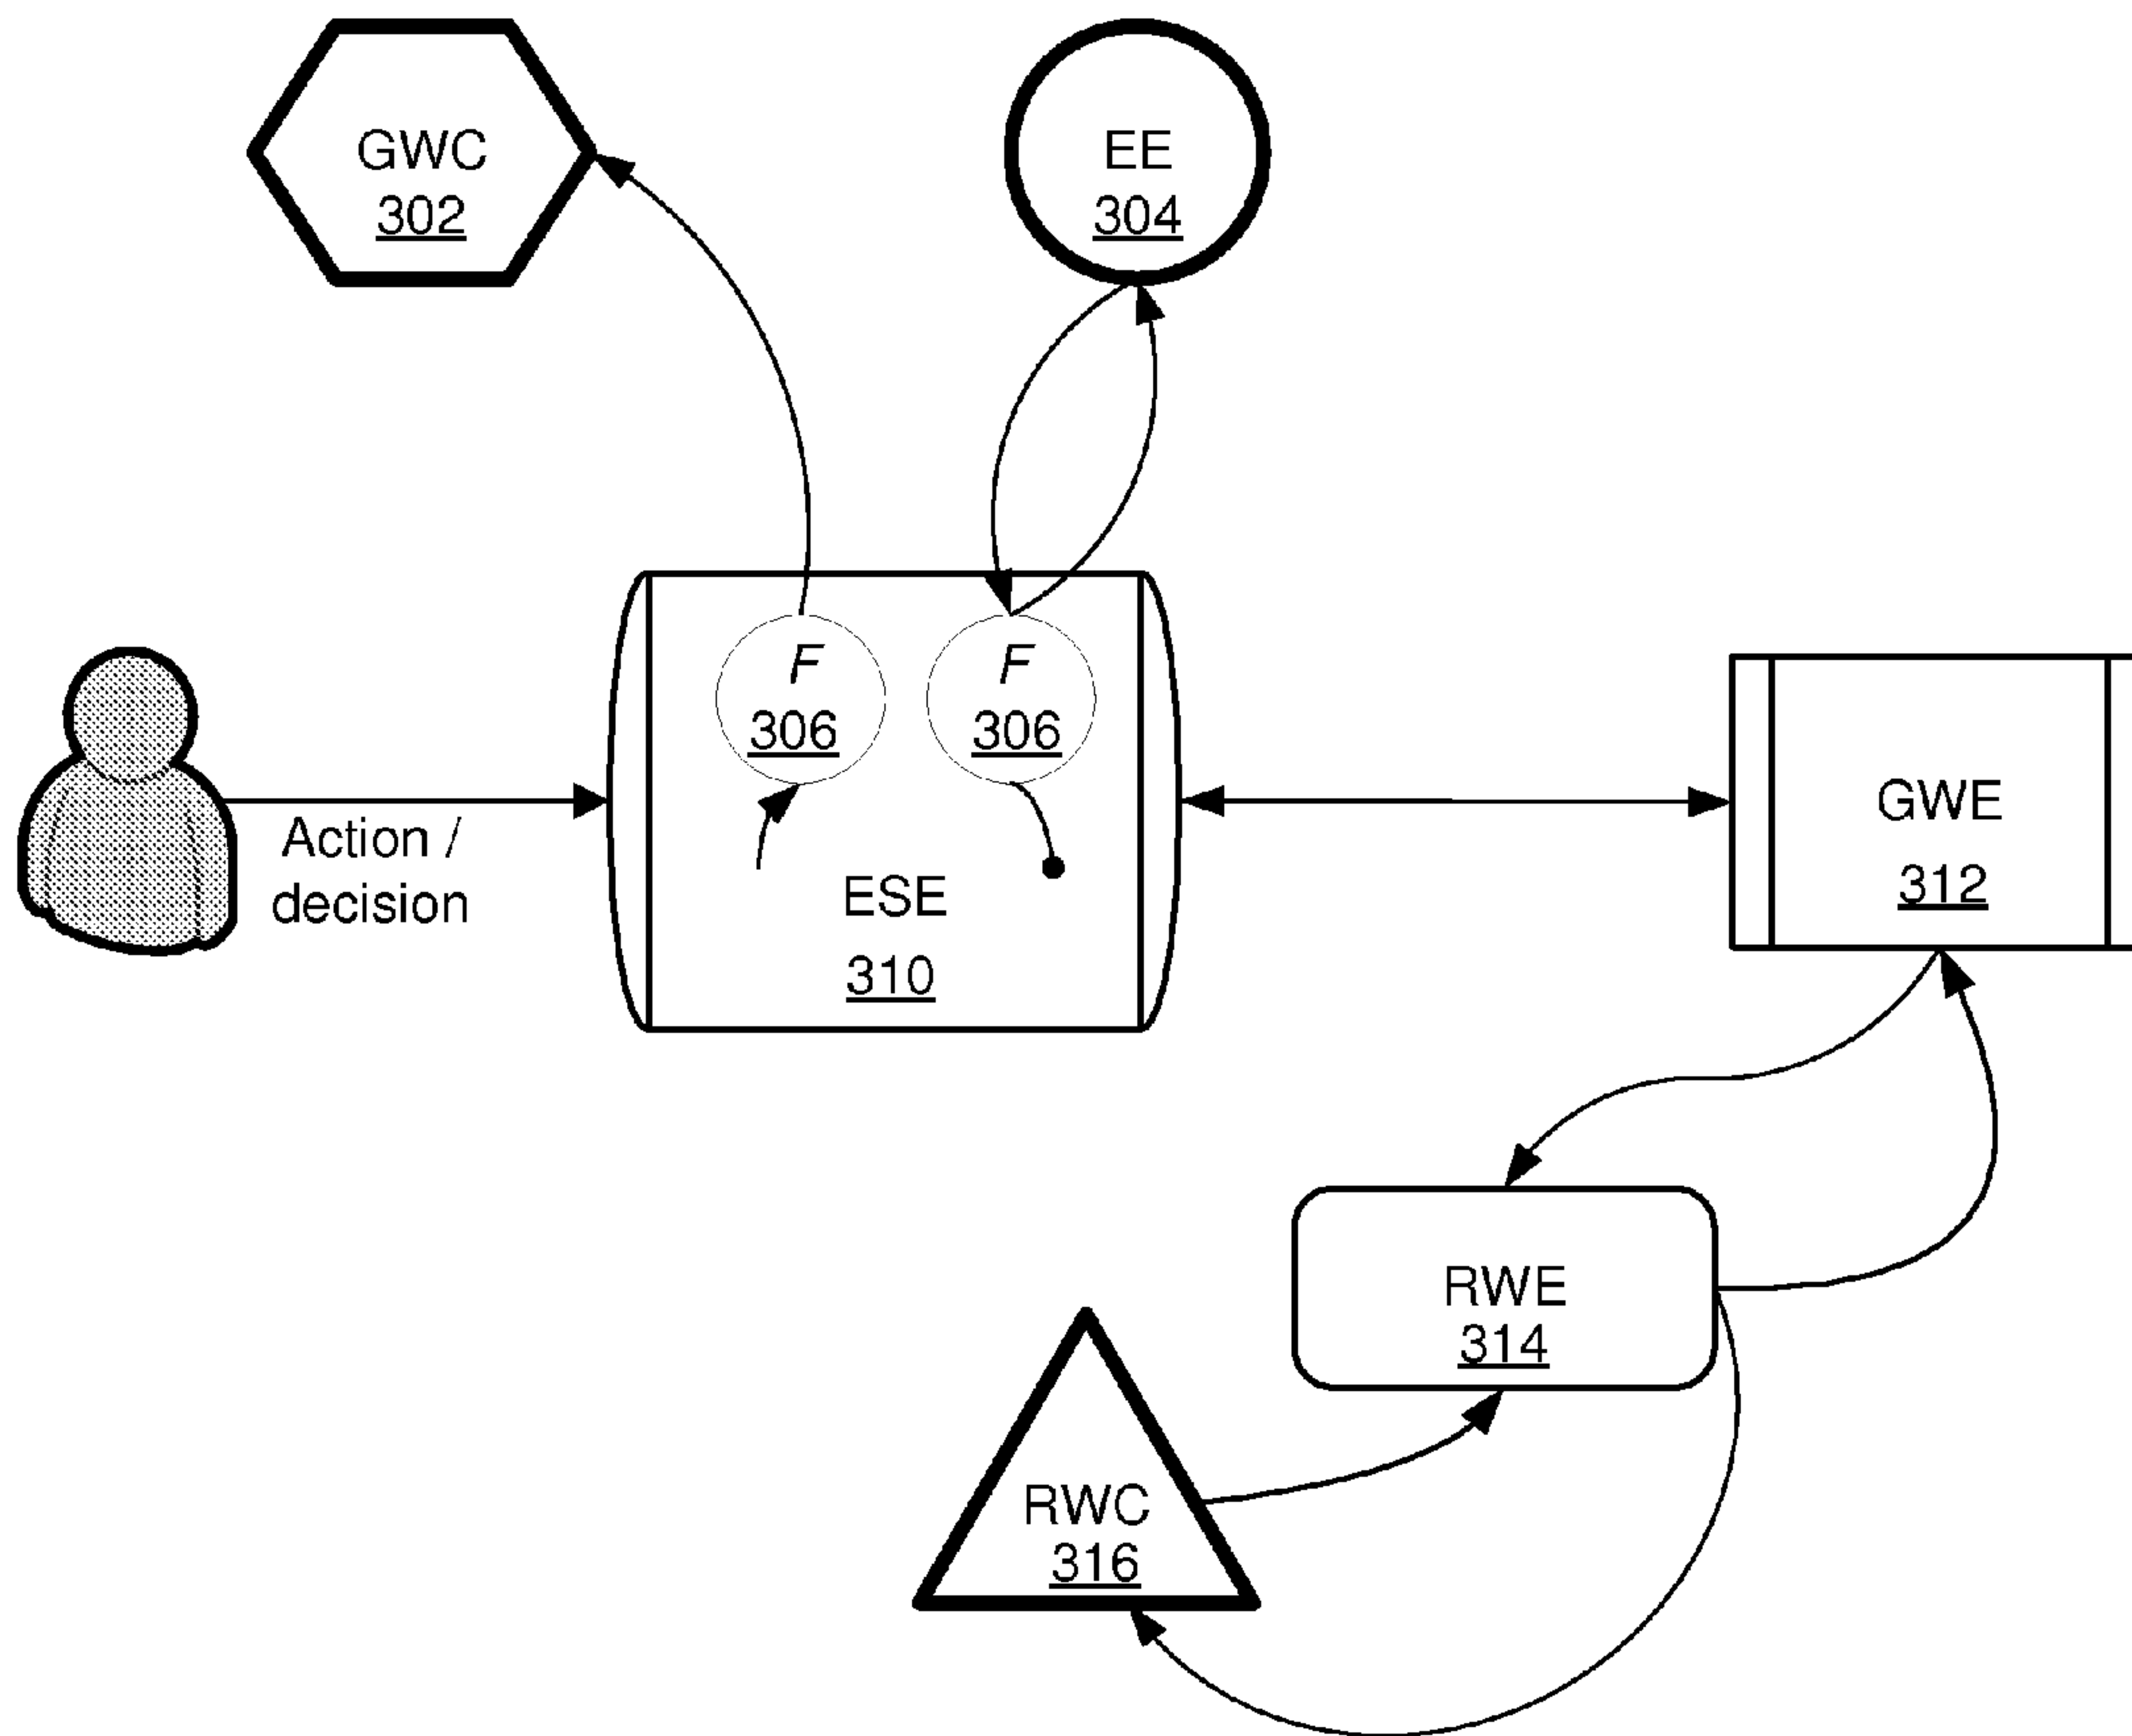 GWC
302
EE
304
F
306
F
306
Action /
decision
ESE
310
GWE
312
RWE
314
RWC
316